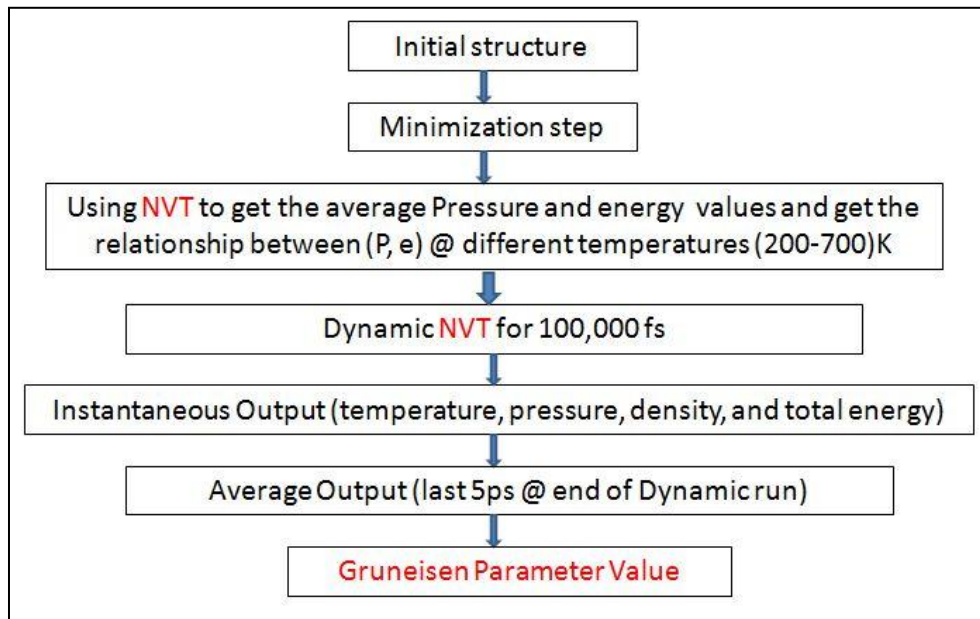 Initial structure
Minimization step
Using NVT to get the average Pressure and energy values and get the
relationship between (P, e) @ different temperatures (200-700)K
Dynamic NVT for 100,000 fs
Instantaneous Output (temperature, pressure, density, and total energy)
Average Output (last 5ps @ end of Dynamic run)
Gruneisen Parameter Value